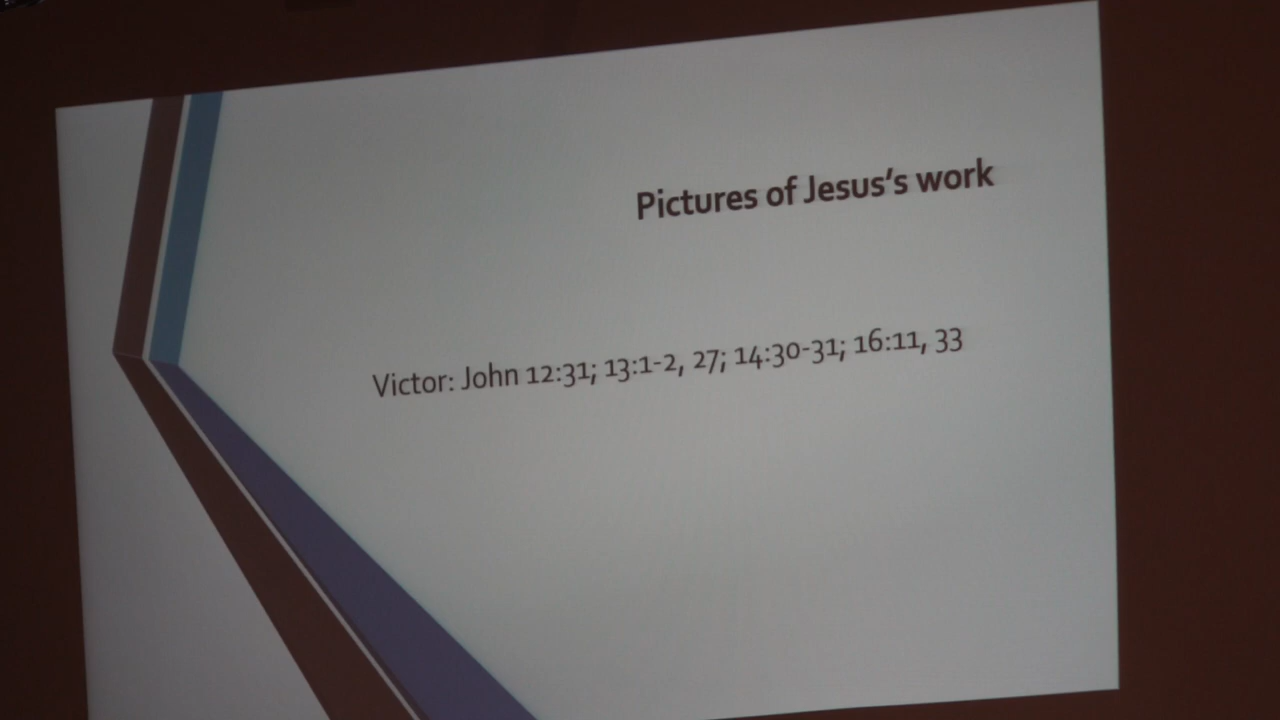 Pictures of Jesus's work
Victor: John 12:31; 13:1-2, 27; 14:30-31; 16:11, 33